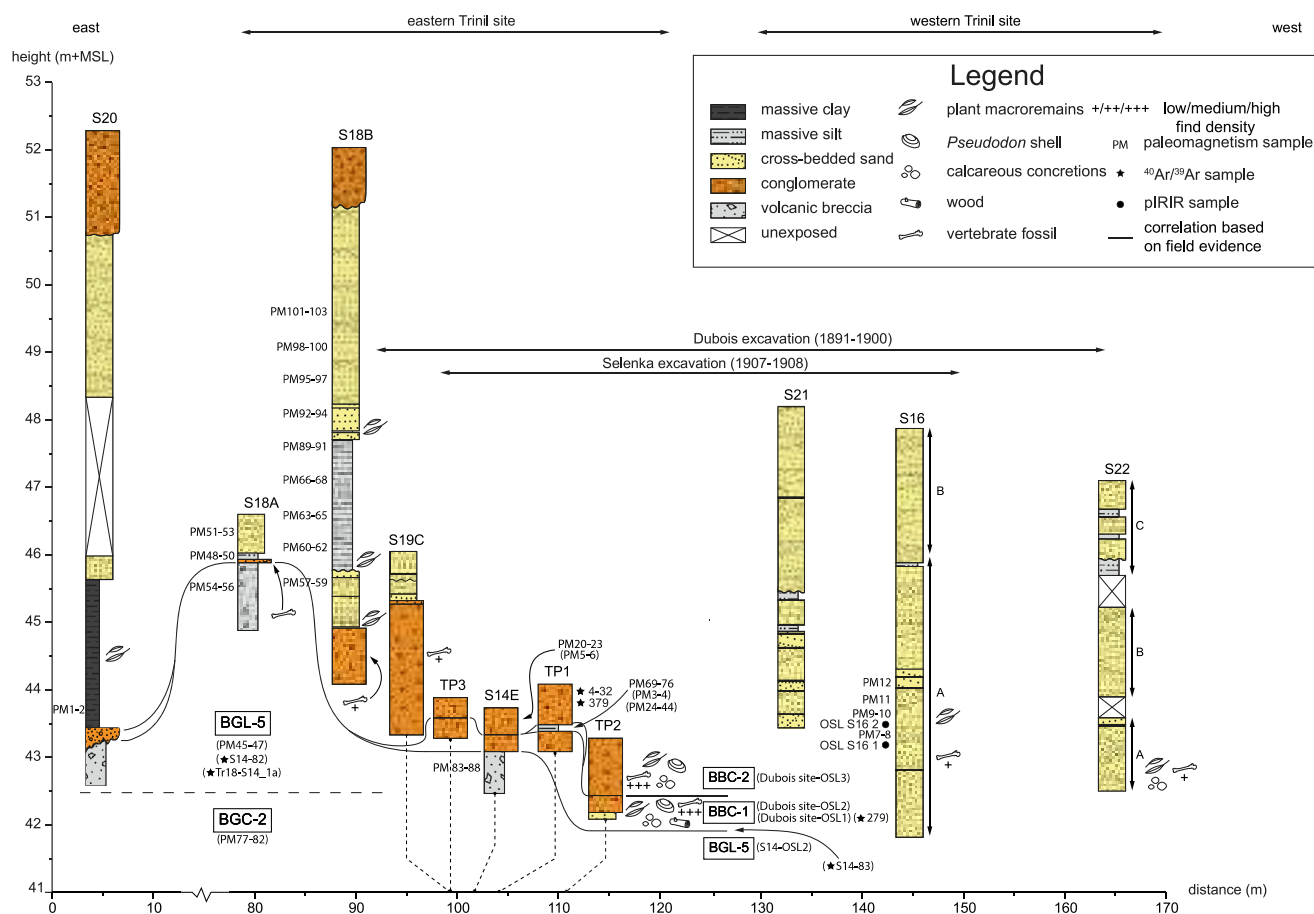 east
eastern Trinil site
western Trinil site
west
height (m+MSL)
53
52
51
50
49
48
47
46
45
44
43
42
41
0
10
80
90
100
110
120
130
140
150
160
170
distance (m)
Legend
massive clay
massive silt
cross-bedded sand
conglomerate
volcanic breccia
unexposed
plant macroremains
Pseudodon shell
calcareous concretions
wood
vertebrate fossil
+/++/+++ low/medium/high
find density
PM paleomagnetism sample
★ 40Ar/39Ar sample
● pIRIR sample
correlation based
on field evidence
Dubois excavation (1891-1900)
Selenka excavation (1907-1908)
S20
PM1-2
S18A
PM51-53
PM48-50
PM54-56
S18B
PM101-103
PM98-100
PM95-97
PM92-94
PM89-91
PM66-68
PM63-65
PM60-62
PM57-59
+
S19C
+
TP3
S14E
PM20-23
(PM5-6)
PM83-88
TP1
★ 4-32
★ 379
PM69-76
(PM3-4)
(PM24-44)
TP2
+++
+++
BGL-5
(PM45-47)
(★S14-82)
(★Tr18-S14_1a)
BGC-2
(PM77-82)
BBC-2 (Dubois site-OSL3)
BBC-1 (Dubois site-OSL2)
(Dubois site-OSL1) (★279)
BGL-5 (S14-OSL2)
(★S14-83)
S21
S16
B
A
PM12
PM11
PM9-10
OSL S16 2
PM7-8
OSL S16 1
+
S22
C
B
A
+